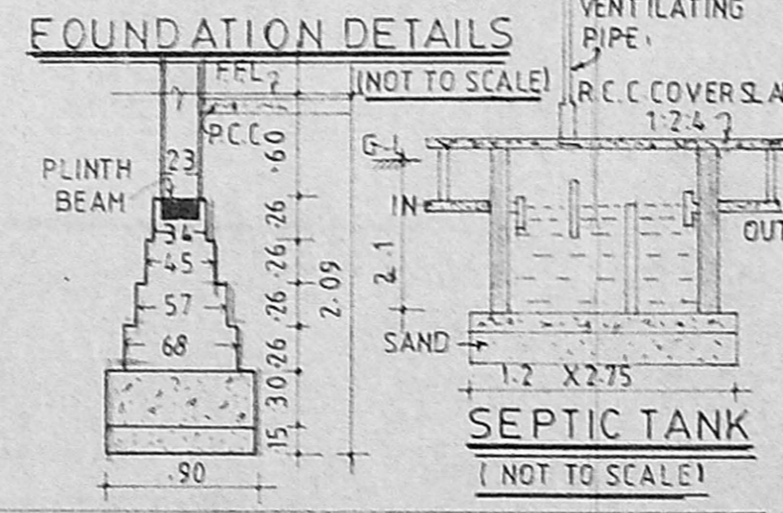 FOUNDATION DETAILS
(NOT TO SCALE)
F.F.L.
P.C.C.
.60
23
PLINTH
BEAM
34
.26
45
.26
57
.26
68
.26
30
15
2.09
.90
VENTILATING
PIPE.
R.C.C. COVER SLA
1:2:4
G.L
IN
OUT
2.1
SAND
1.2 X 2.75
SEPTIC TANK
( NOT TO SCALE)